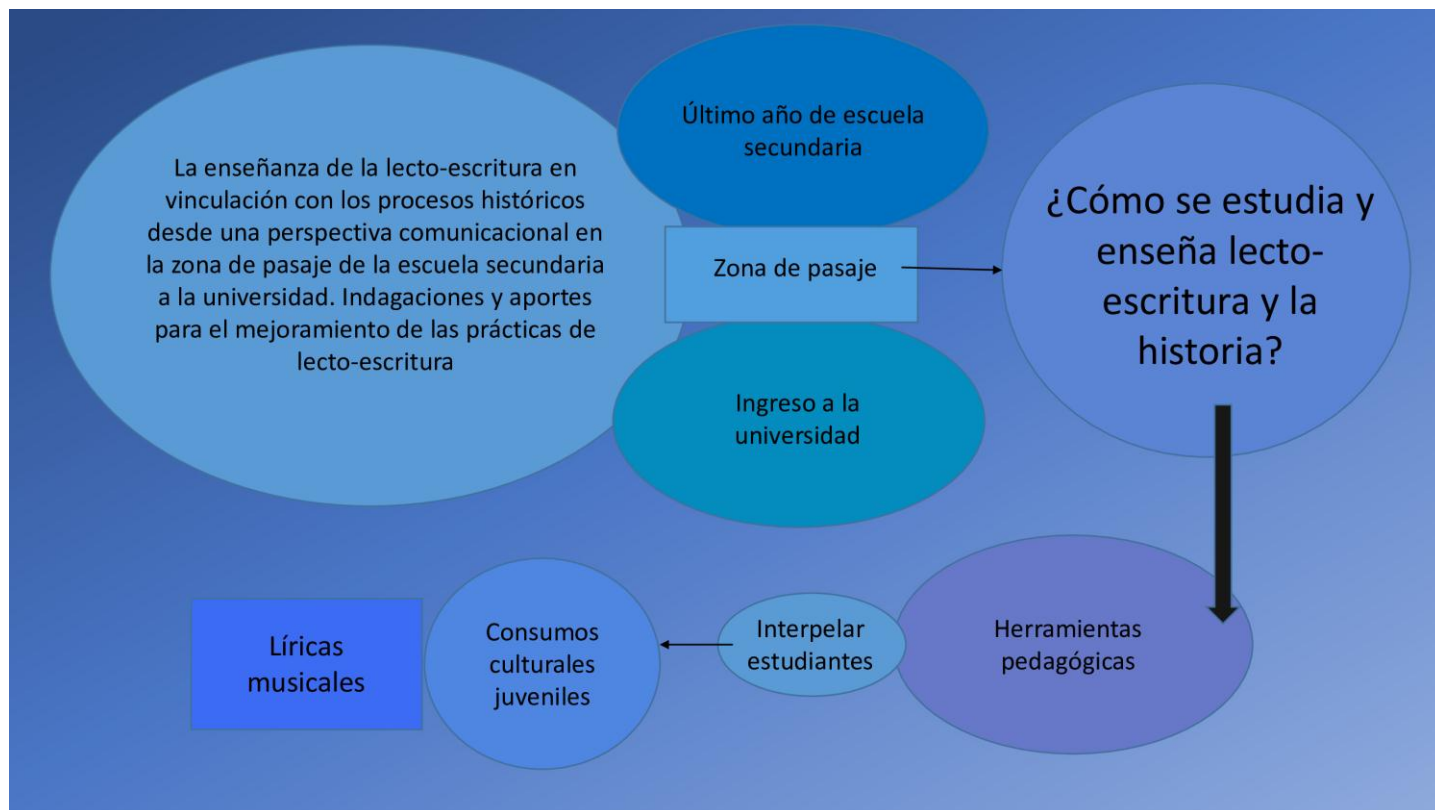 La enseñanza de la lecto-escritura en
vinculación con los procesos históricos
desde una perspectiva comunicacional en
la zona de pasaje de la escuela secundaria
a la universidad. Indagaciones y aportes
para el mejoramiento de las prácticas de
lecto-escritura
Último año de escuela
secundaria
Zona de pasaje
Ingreso a la
universidad
¿Cómo se estudia y
enseña lecto-
escritura y la
historia?
Herramientas
pedagógicas
Interpelar
estudiantes
Consumos
culturales
juveniles
Líricas
musicales